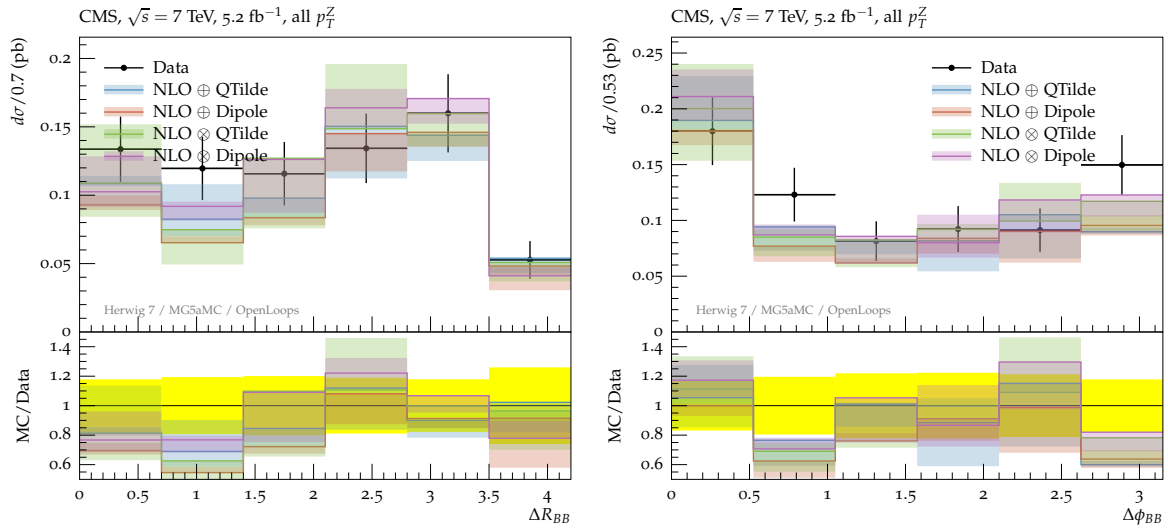 CMS, √s = 7 TeV, 5.2 fb⁻¹, all p_T^Z
dσ/0.7 (pb)
0.2
0.15
0.1
0.05
0
Data
NLO ⊕ QTilde
NLO ⊕ Dipole
NLO ⊗ QTilde
NLO ⊗ Dipole
Herwig 7 / MG5aMC / OpenLoops
MC/Data
1.4
1.2
1
0.8
0.6
0 0.5 1 1.5 2 2.5 3 3.5 4
ΔR_BB
CMS, √s = 7 TeV, 5.2 fb⁻¹, all p_T^Z
dσ/0.53 (pb)
0.25
0.2
0.15
0.1
0.05
0
Data
NLO ⊕ QTilde
NLO ⊕ Dipole
NLO ⊗ QTilde
NLO ⊗ Dipole
Herwig 7 / MG5aMC / OpenLoops
MC/Data
1.4
1.2
1
0.8
0.6
0 0.5 1 1.5 2 2.5 3
Δϕ_BB